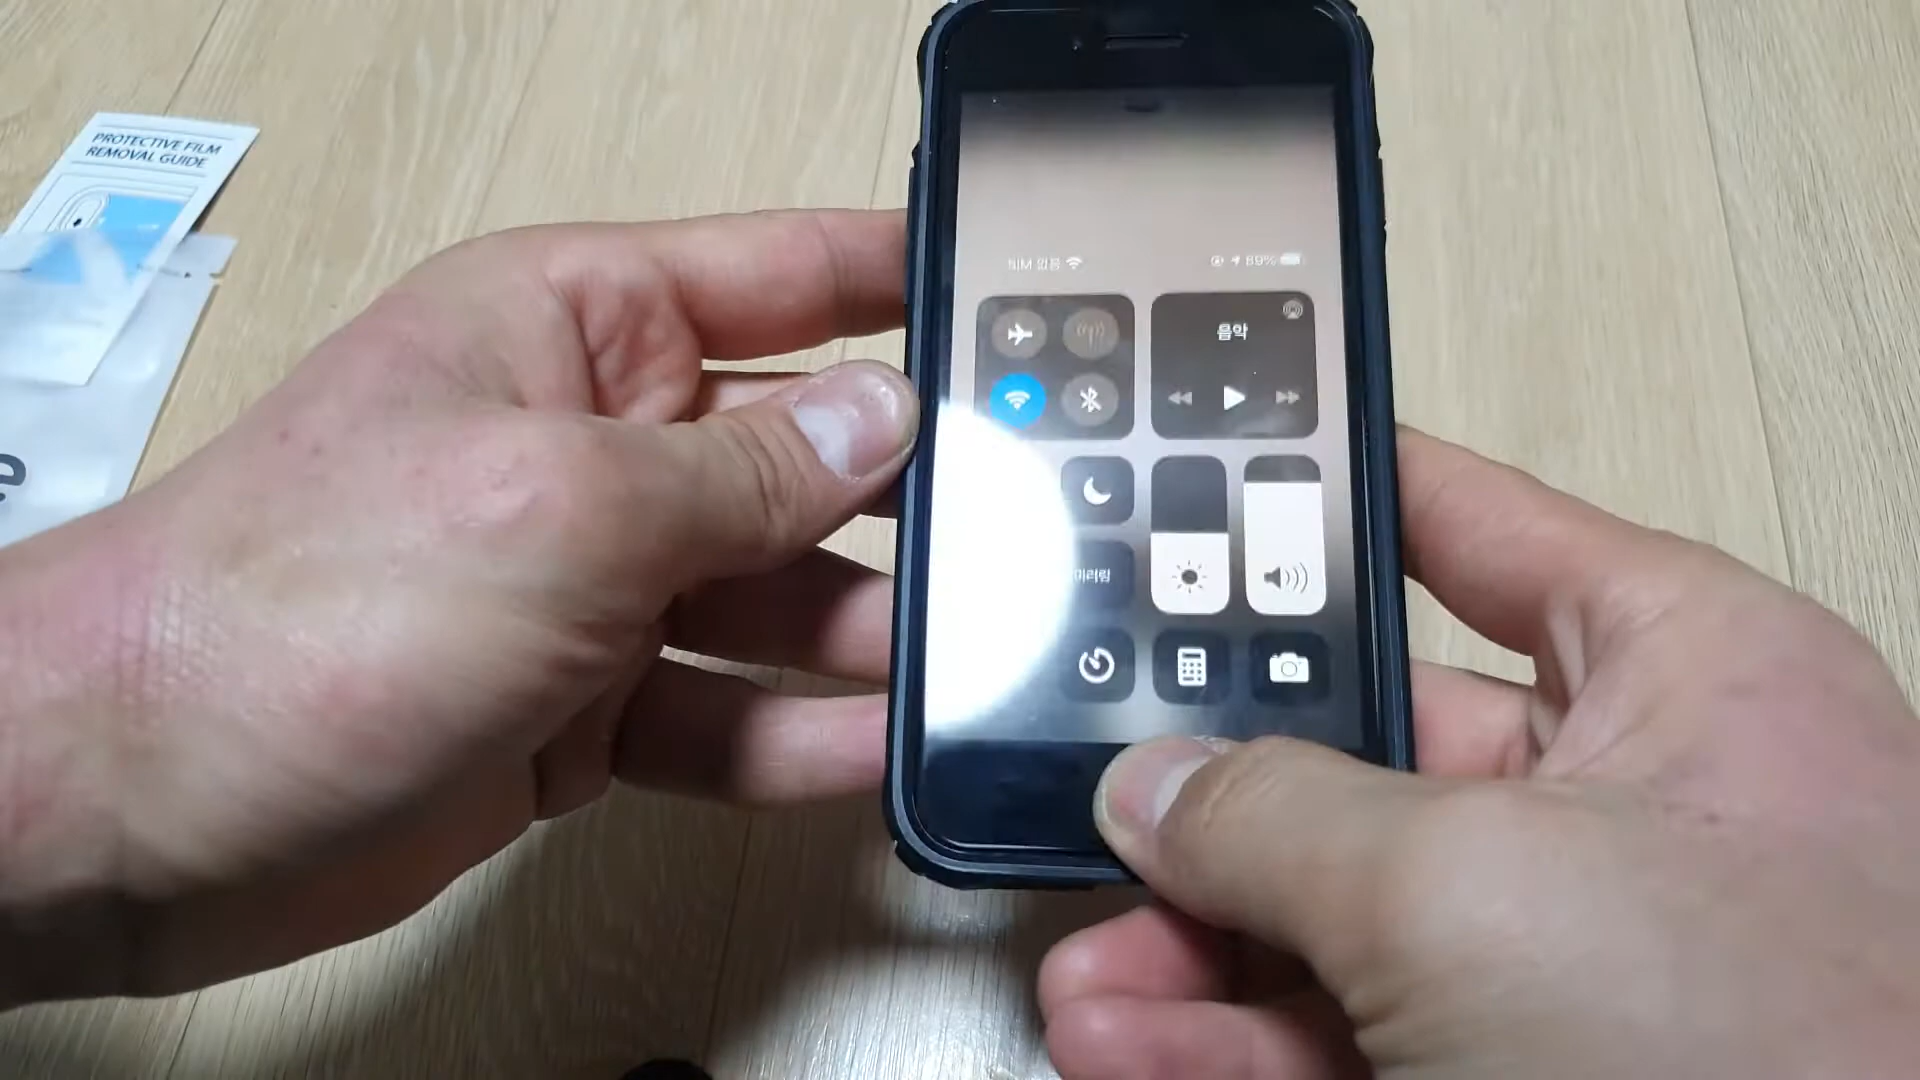 PROTECTIVE FILM
REMOVAL GUIDE
SIM 없음
89%
음악
미러링
e